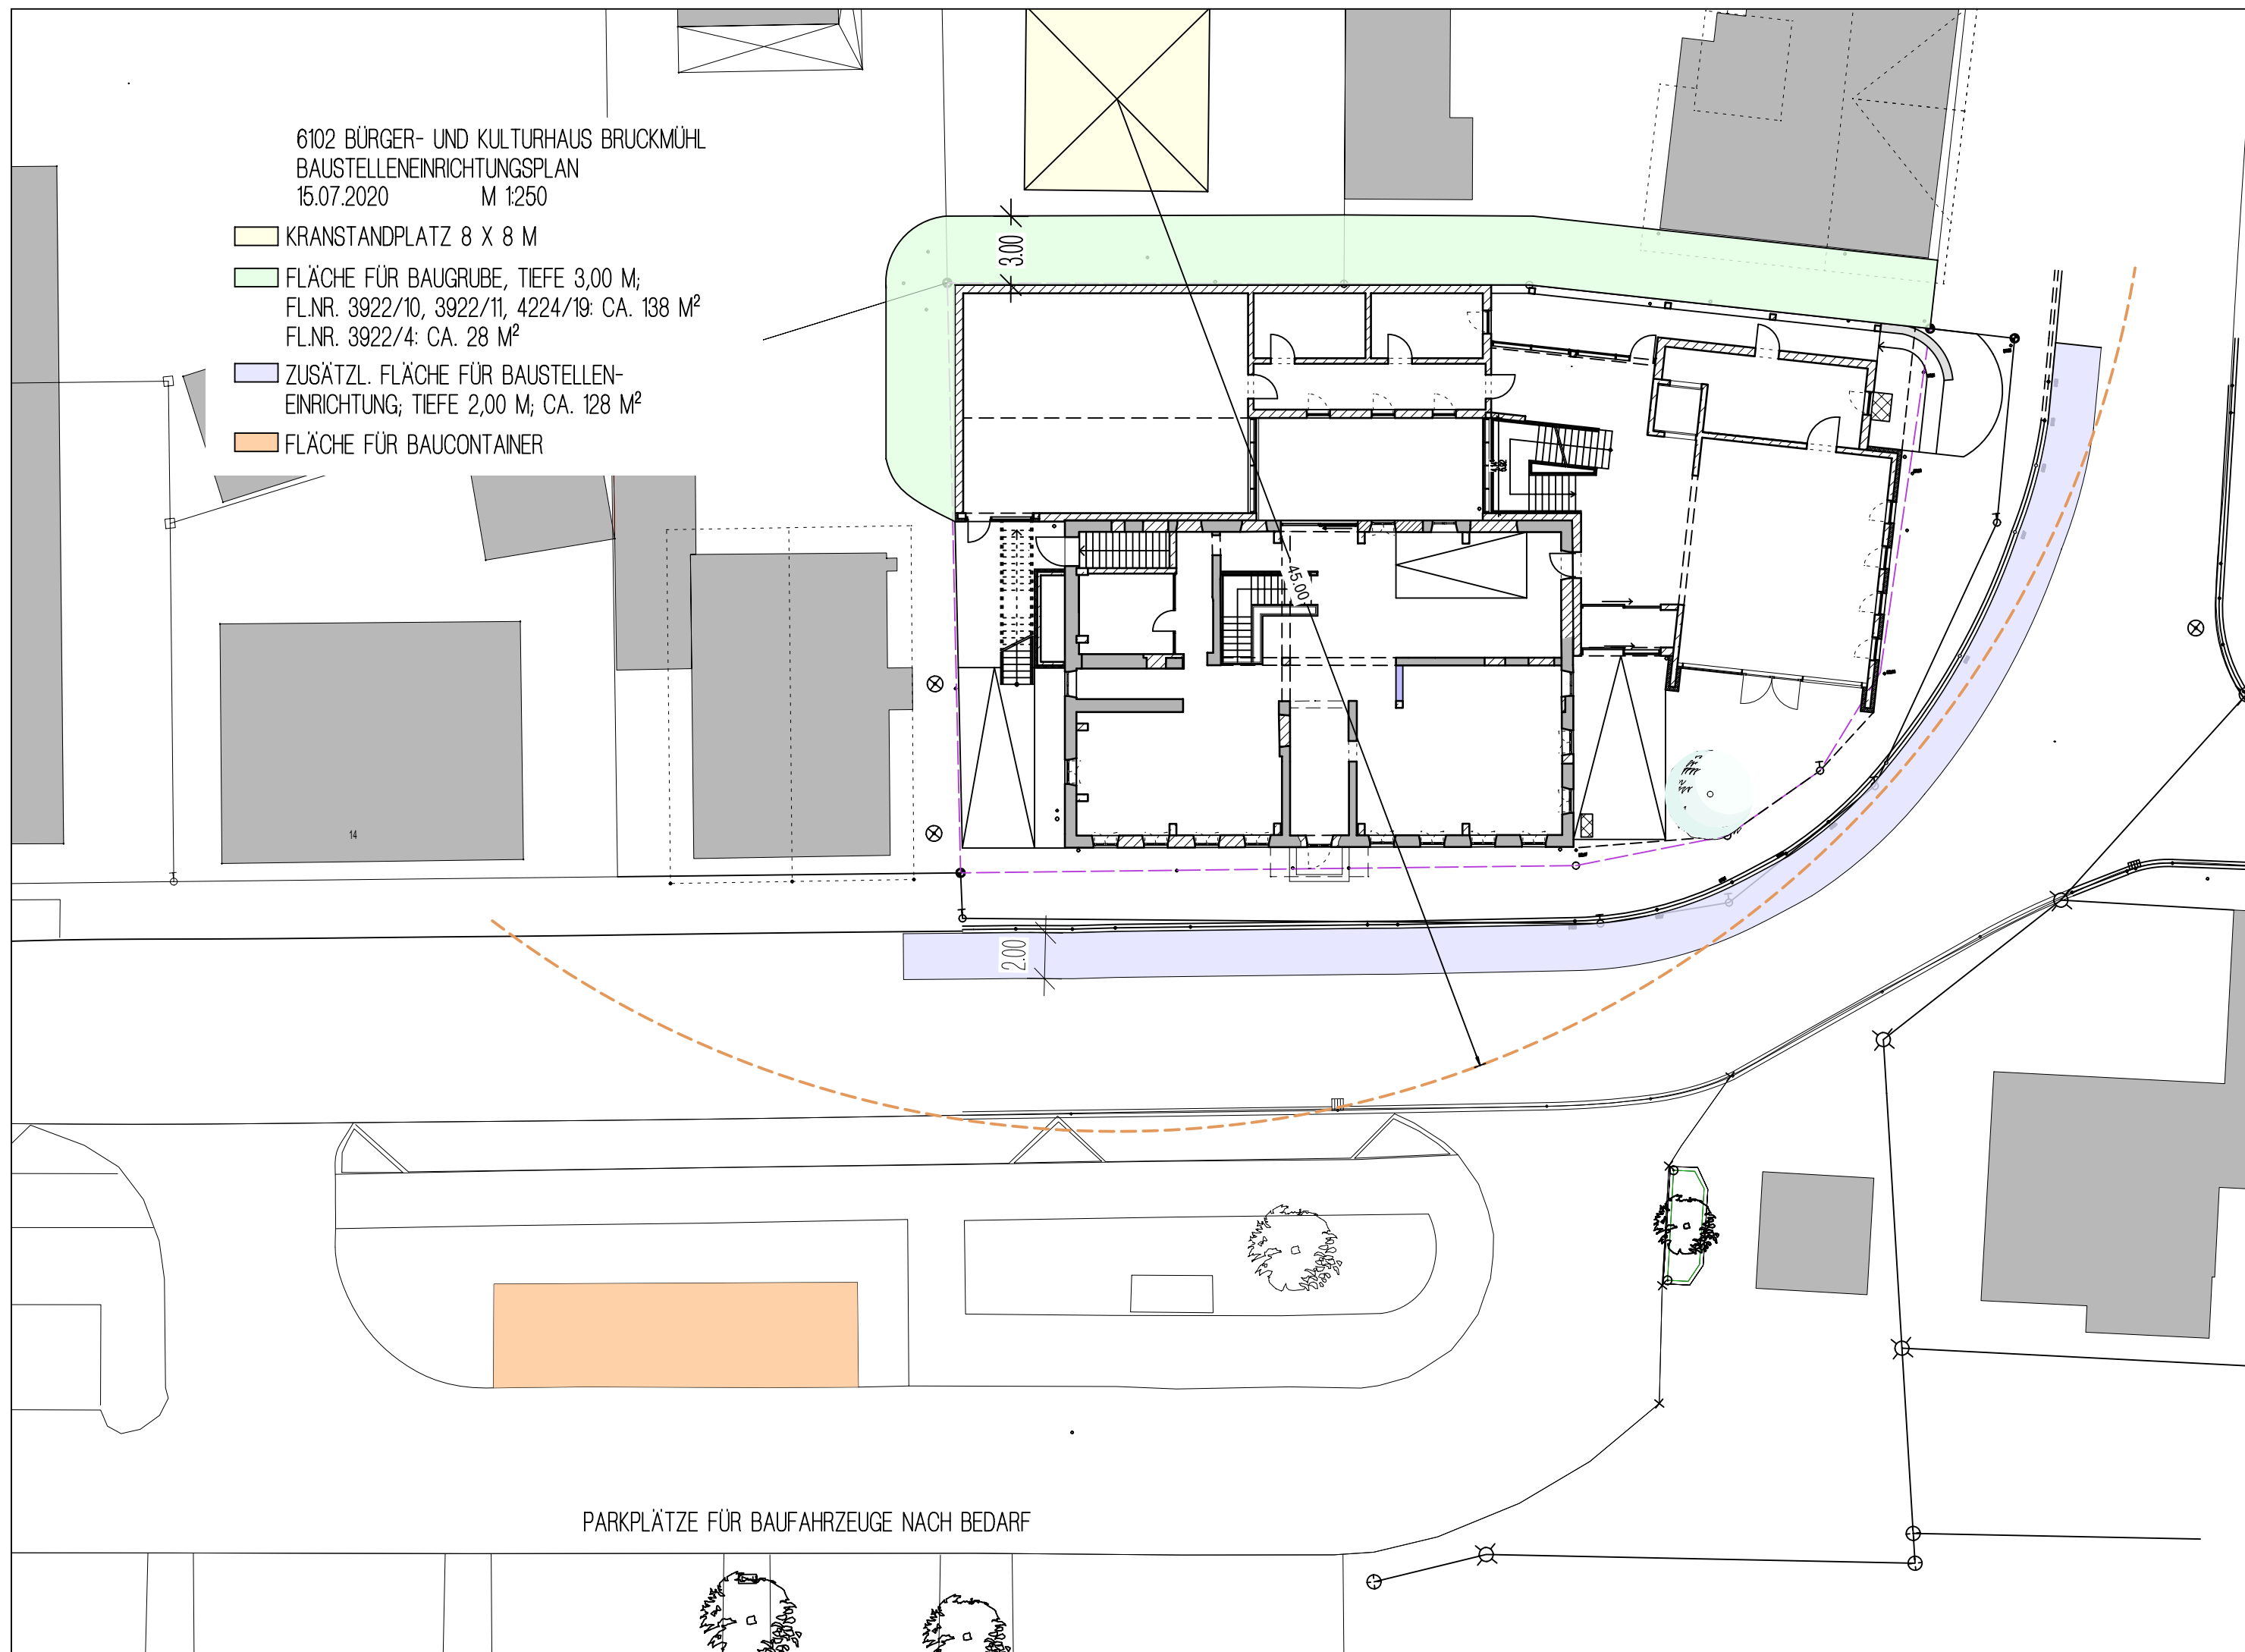 6102 BÜRGER- UND KULTURHAUS BRUCKMÜHL
BAUSTELLENEINRICHTUNGSPLAN
15.07.2020 M 1:250
KRANSTANDPLATZ 8 X 8 M
FLÄCHE FÜR BAUGRUBE, TIEFE 3,00 M;
FL.NR. 3922/10, 3922/11, 4224/19: CA. 138 M²
FL.NR. 3922/4: CA. 28 M²
ZUSÄTZL. FLÄCHE FÜR BAUSTELLEN-
EINRICHTUNG; TIEFE 2,00 M; CA. 128 M²
FLÄCHE FÜR BAUCONTAINER
3.00
45.00
14
2.00
PARKPLÄTZE FÜR BAUFAHRZEUGE NACH BEDARF